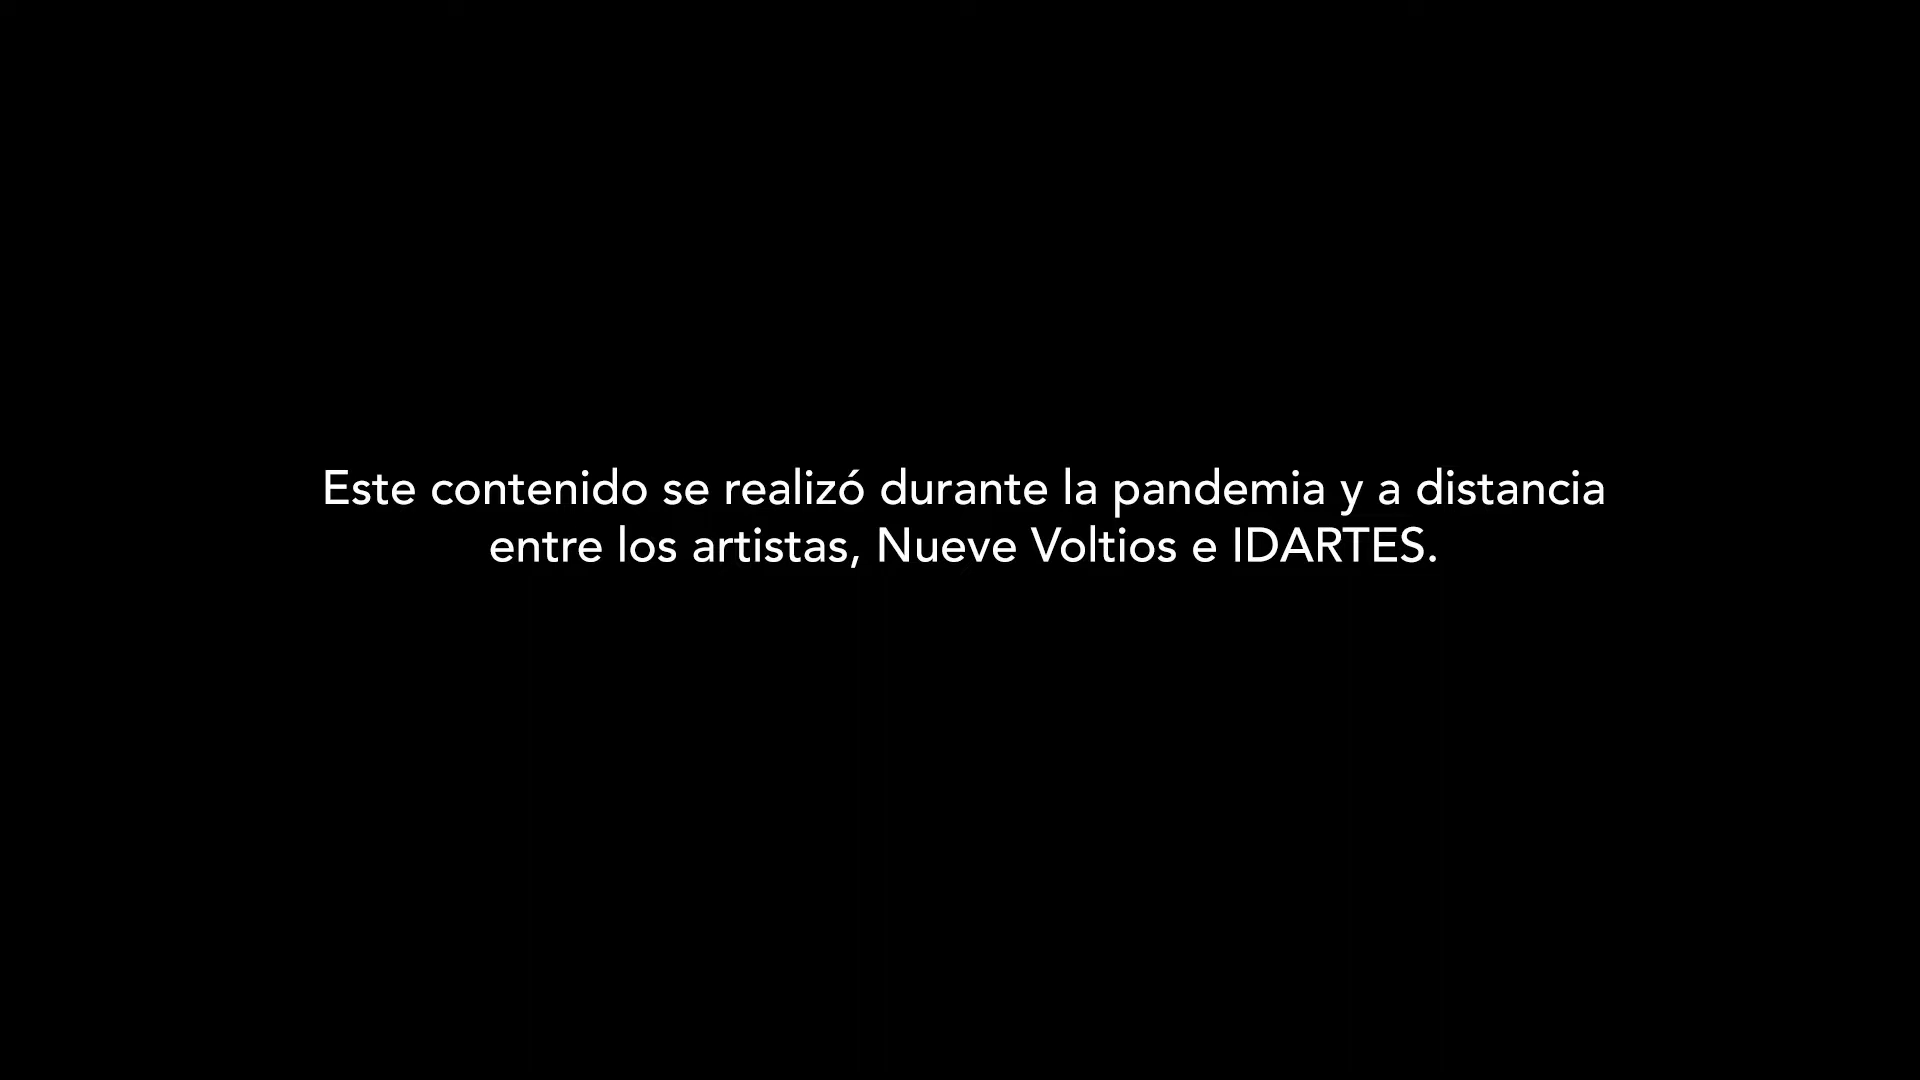 Este contenido se realizó durante la pandemia y a distancia
entre los artistas, Nueve Voltios e IDARTES.